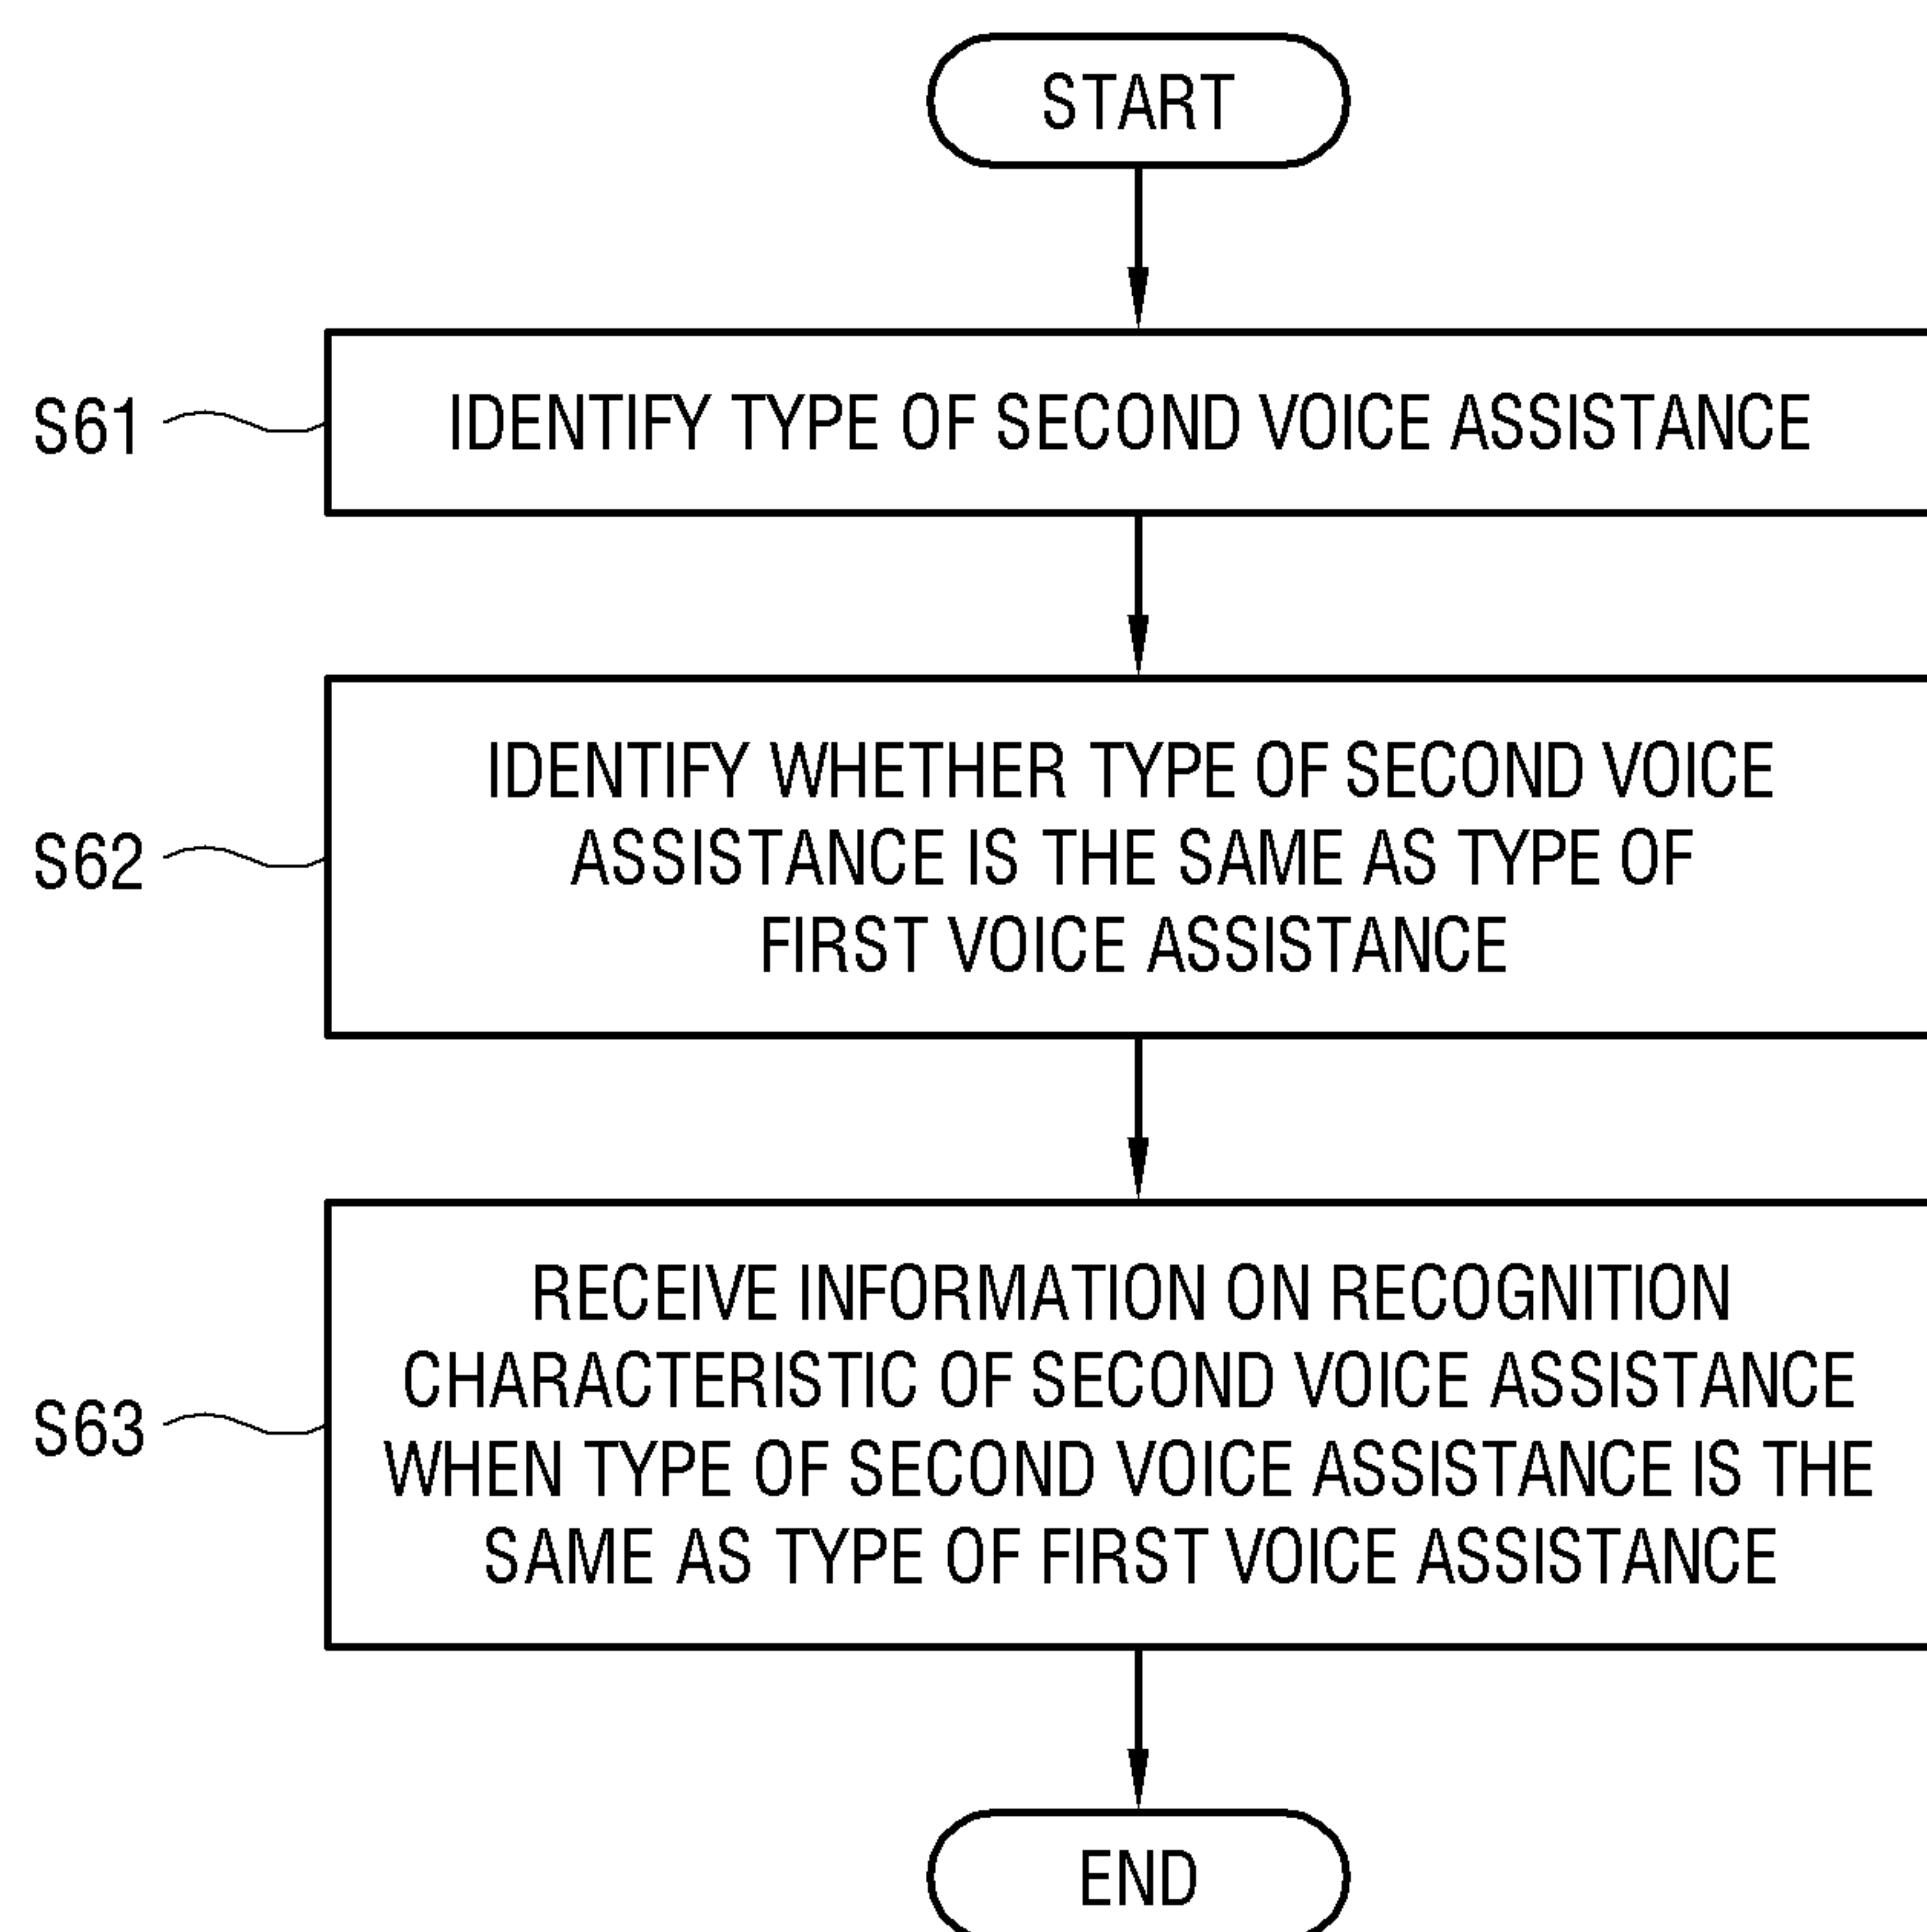 START
S61
IDENTIFY TYPE OF SECOND VOICE ASSISTANCE
S62
IDENTIFY WHETHER TYPE OF SECOND VOICE
ASSISTANCE IS THE SAME AS TYPE OF
FIRST VOICE ASSISTANCE
S63
RECEIVE INFORMATION ON RECOGNITION
CHARACTERISTIC OF SECOND VOICE ASSISTANCE
WHEN TYPE OF SECOND VOICE ASSISTANCE IS THE
SAME AS TYPE OF FIRST VOICE ASSISTANCE
END